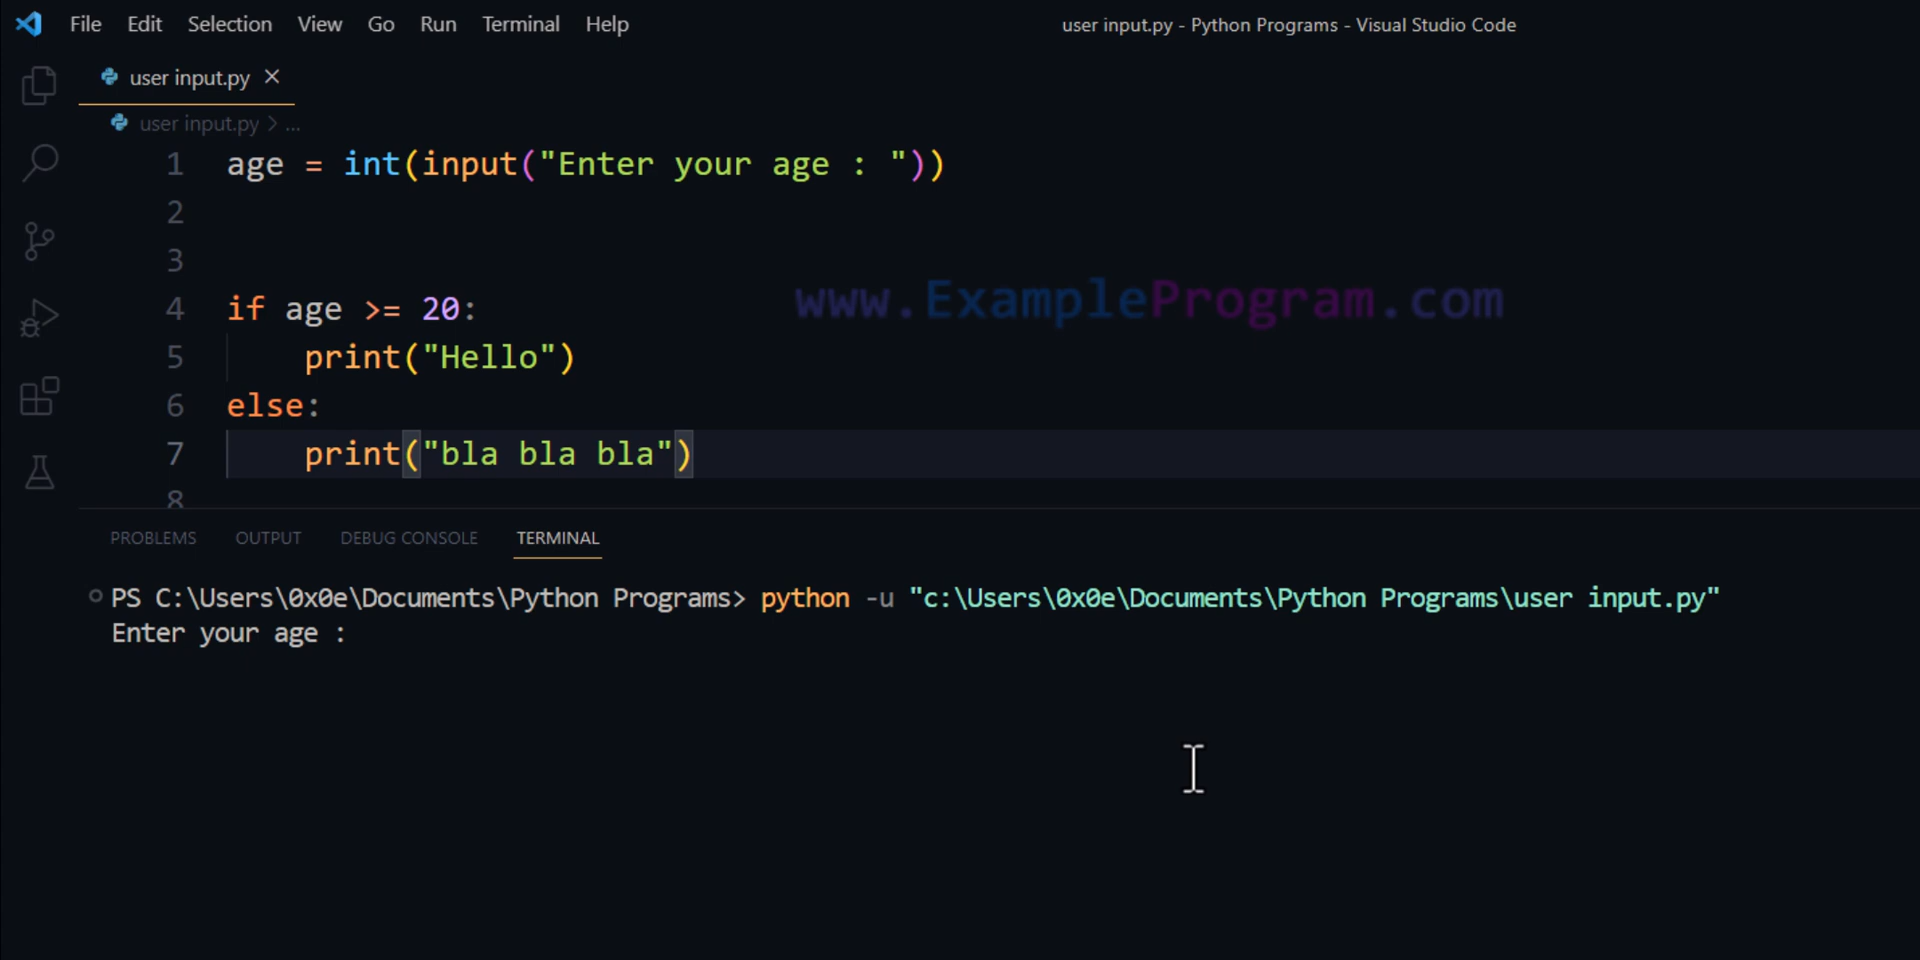 File Edit Selection View Go Run Terminal Help user input.py - Python Programs - Visual Studio Code
user input.py
user input.py > ...
1 age = int(input("Enter your age : "))
2
3
www.ExampleProgram.com
4 if age >= 20:
5     print("Hello")
6 else:
7     print("bla bla bla")
8
PROBLEMS OUTPUT DEBUG CONSOLE TERMINAL
PS C:\Users\0x0e\Documents\Python Programs> python -u "c:\Users\0x0e\Documents\Python Programs\user input.py"
Enter your age :